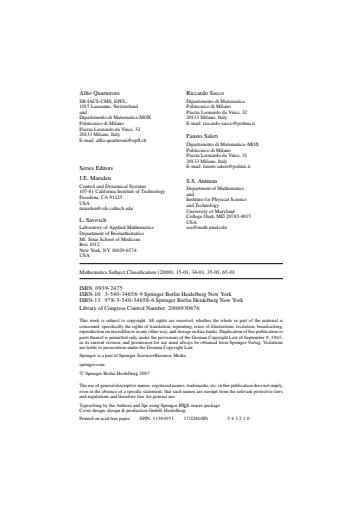 Alfio Quarteroni
SB-IACS-CMS, EPFL
1015 Lausanne, Switzerland
and
Dipartimento di Matematica-MOX
Politecnico di Milano
Piazza Leonardo da Vinci, 32
20133 Milano, Italy
E-mail: alfio.quarteroni@epfl.ch
Riccardo Sacco
Dipartimento di Matematica
Politecnico di Milano
Piazza Leonardo da Vinci, 32
20133 Milano, Italy
E-mail: riccardo.sacco@polimi.it
Fausto Saleri
Dipartimento di Matematica-MOX
Politecnico di Milano
Piazza Leonardo da Vinci, 32
20133 Milano, Italy
E-mail: fausto.saleri@polimi.it
Series Editors
J.E. Marsden
Control and Dynamical Systems
107-81 California Institute of Technology
Pasadena, CA 91125
USA
marsden@cds.caltech.edu
L. Sirovich
Laboratory of Applied Mathematics
Department of Biomathematics
Mt. Sinai School of Medicine
Box 1012
New York, NY 10029-6574
USA
S.S. Antman
Department of Mathematics
and
Institute for Physical Science
and Technology
University of Maryland
College Park, MD 20742-4015
USA
ssa@math.umd.edu
Mathematics Subject Classification (2000): 15-01, 34-01, 35-01, 65-01
ISBN 0939-2475
ISBN-10 3-540-34658-9 Springer Berlin Heidelberg New York
ISBN-13 978-3-540-34658-6 Springer Berlin Heidelberg New York
Library of Congress Control Number: 2006930676
This work is subject to copyright. All rights are reserved, whether the whole or part of the material is
concerned, specifically the rights of translation, reprinting, reuse of illustrations, recitation, broadcasting,
reproduction on microfilm or in any other way, and storage in data banks. Duplication of this publication or
parts thereof is permitted only under the provisions of the German Copyright Law of September 9, 1965,
in its current version, and permission for use must always be obtained from Springer-Verlag. Violations
are liable to prosecution under the German Copyright Law.
Springer is a part of Springer Science+Business Media
springer.com
© Springer Berlin Heidelberg 2007
The use of general descriptive names, registered names, trademarks, etc. in this publication does not imply,
even in the absence of a specific statement, that such names are exempt from the relevant protective laws
and regulations and therefore free for general use.
Typesetting by the Authors and Spi using Springer LATEX macro package
Cover design: design & production GmbH, Heidelberg
Printed on acid-free paper SPIN: 11304951 37/2244/SPi 5 4 3 2 1 0